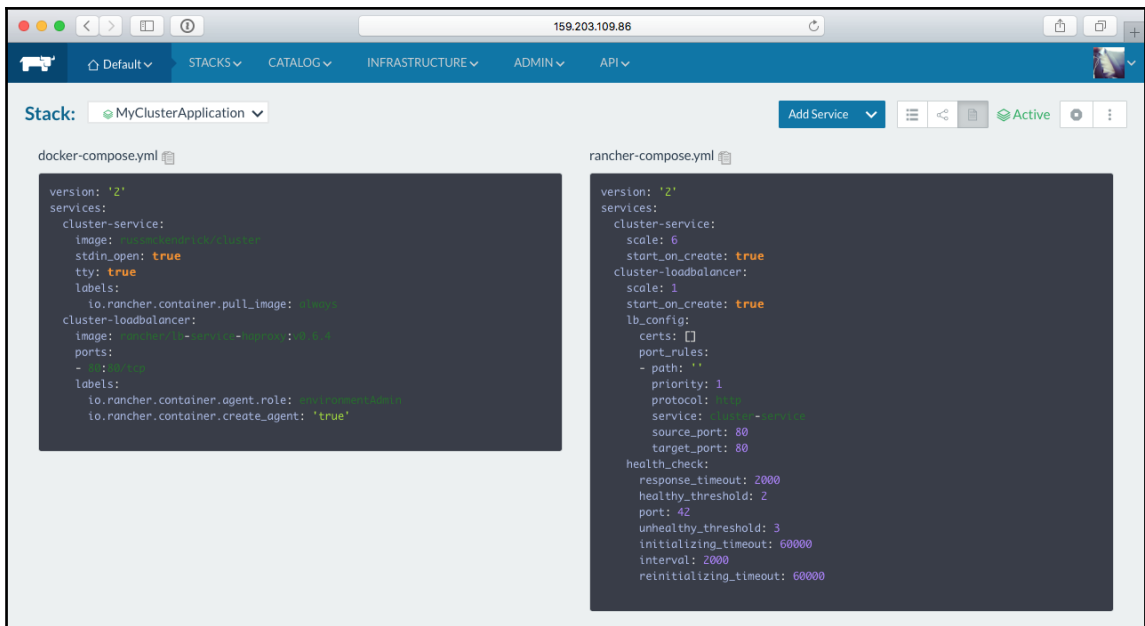 159.203.109.86
Default STACKS CATALOG INFRASTRUCTURE ADMIN API
Stack: MyClusterApplication Add Service Active
docker-compose.yml
version: '2'
services:
  cluster-service:
    image: russmckendrick/cluster
    stdin_open: true
    tty: true
    labels:
      io.rancher.container.pull_image: always
  cluster-loadbalancer:
    image: rancher/lb-service-haproxy:v0.6.4
    ports:
    - 80:80/tcp
    labels:
      io.rancher.container.agent.role: environmentAdmin
      io.rancher.container.create_agent: 'true'
rancher-compose.yml
version: '2'
services:
  cluster-service:
    scale: 6
    start_on_create: true
  cluster-loadbalancer:
    scale: 1
    start_on_create: true
    lb_config:
      certs: []
      port_rules:
      - path: ''
        priority: 1
        protocol: http
        service: cluster-service
        source_port: 80
        target_port: 80
    health_check:
      response_timeout: 2000
      healthy_threshold: 2
      port: 42
      unhealthy_threshold: 3
      initializing_timeout: 60000
      interval: 2000
      reinitializing_timeout: 60000